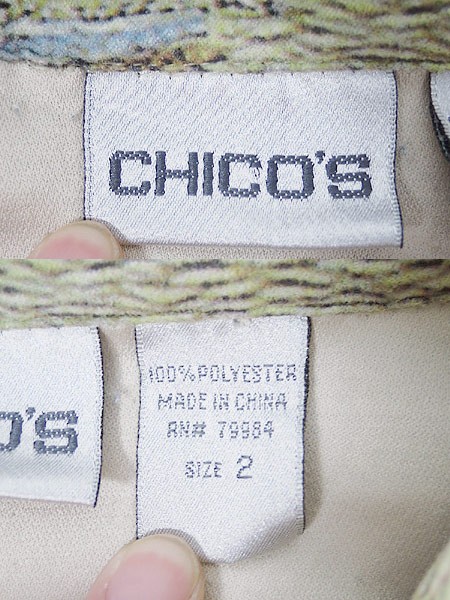 CHICO'S
O'S
100% POLYESTER
MADE IN CHINA
RN# 79984
SIZE 2